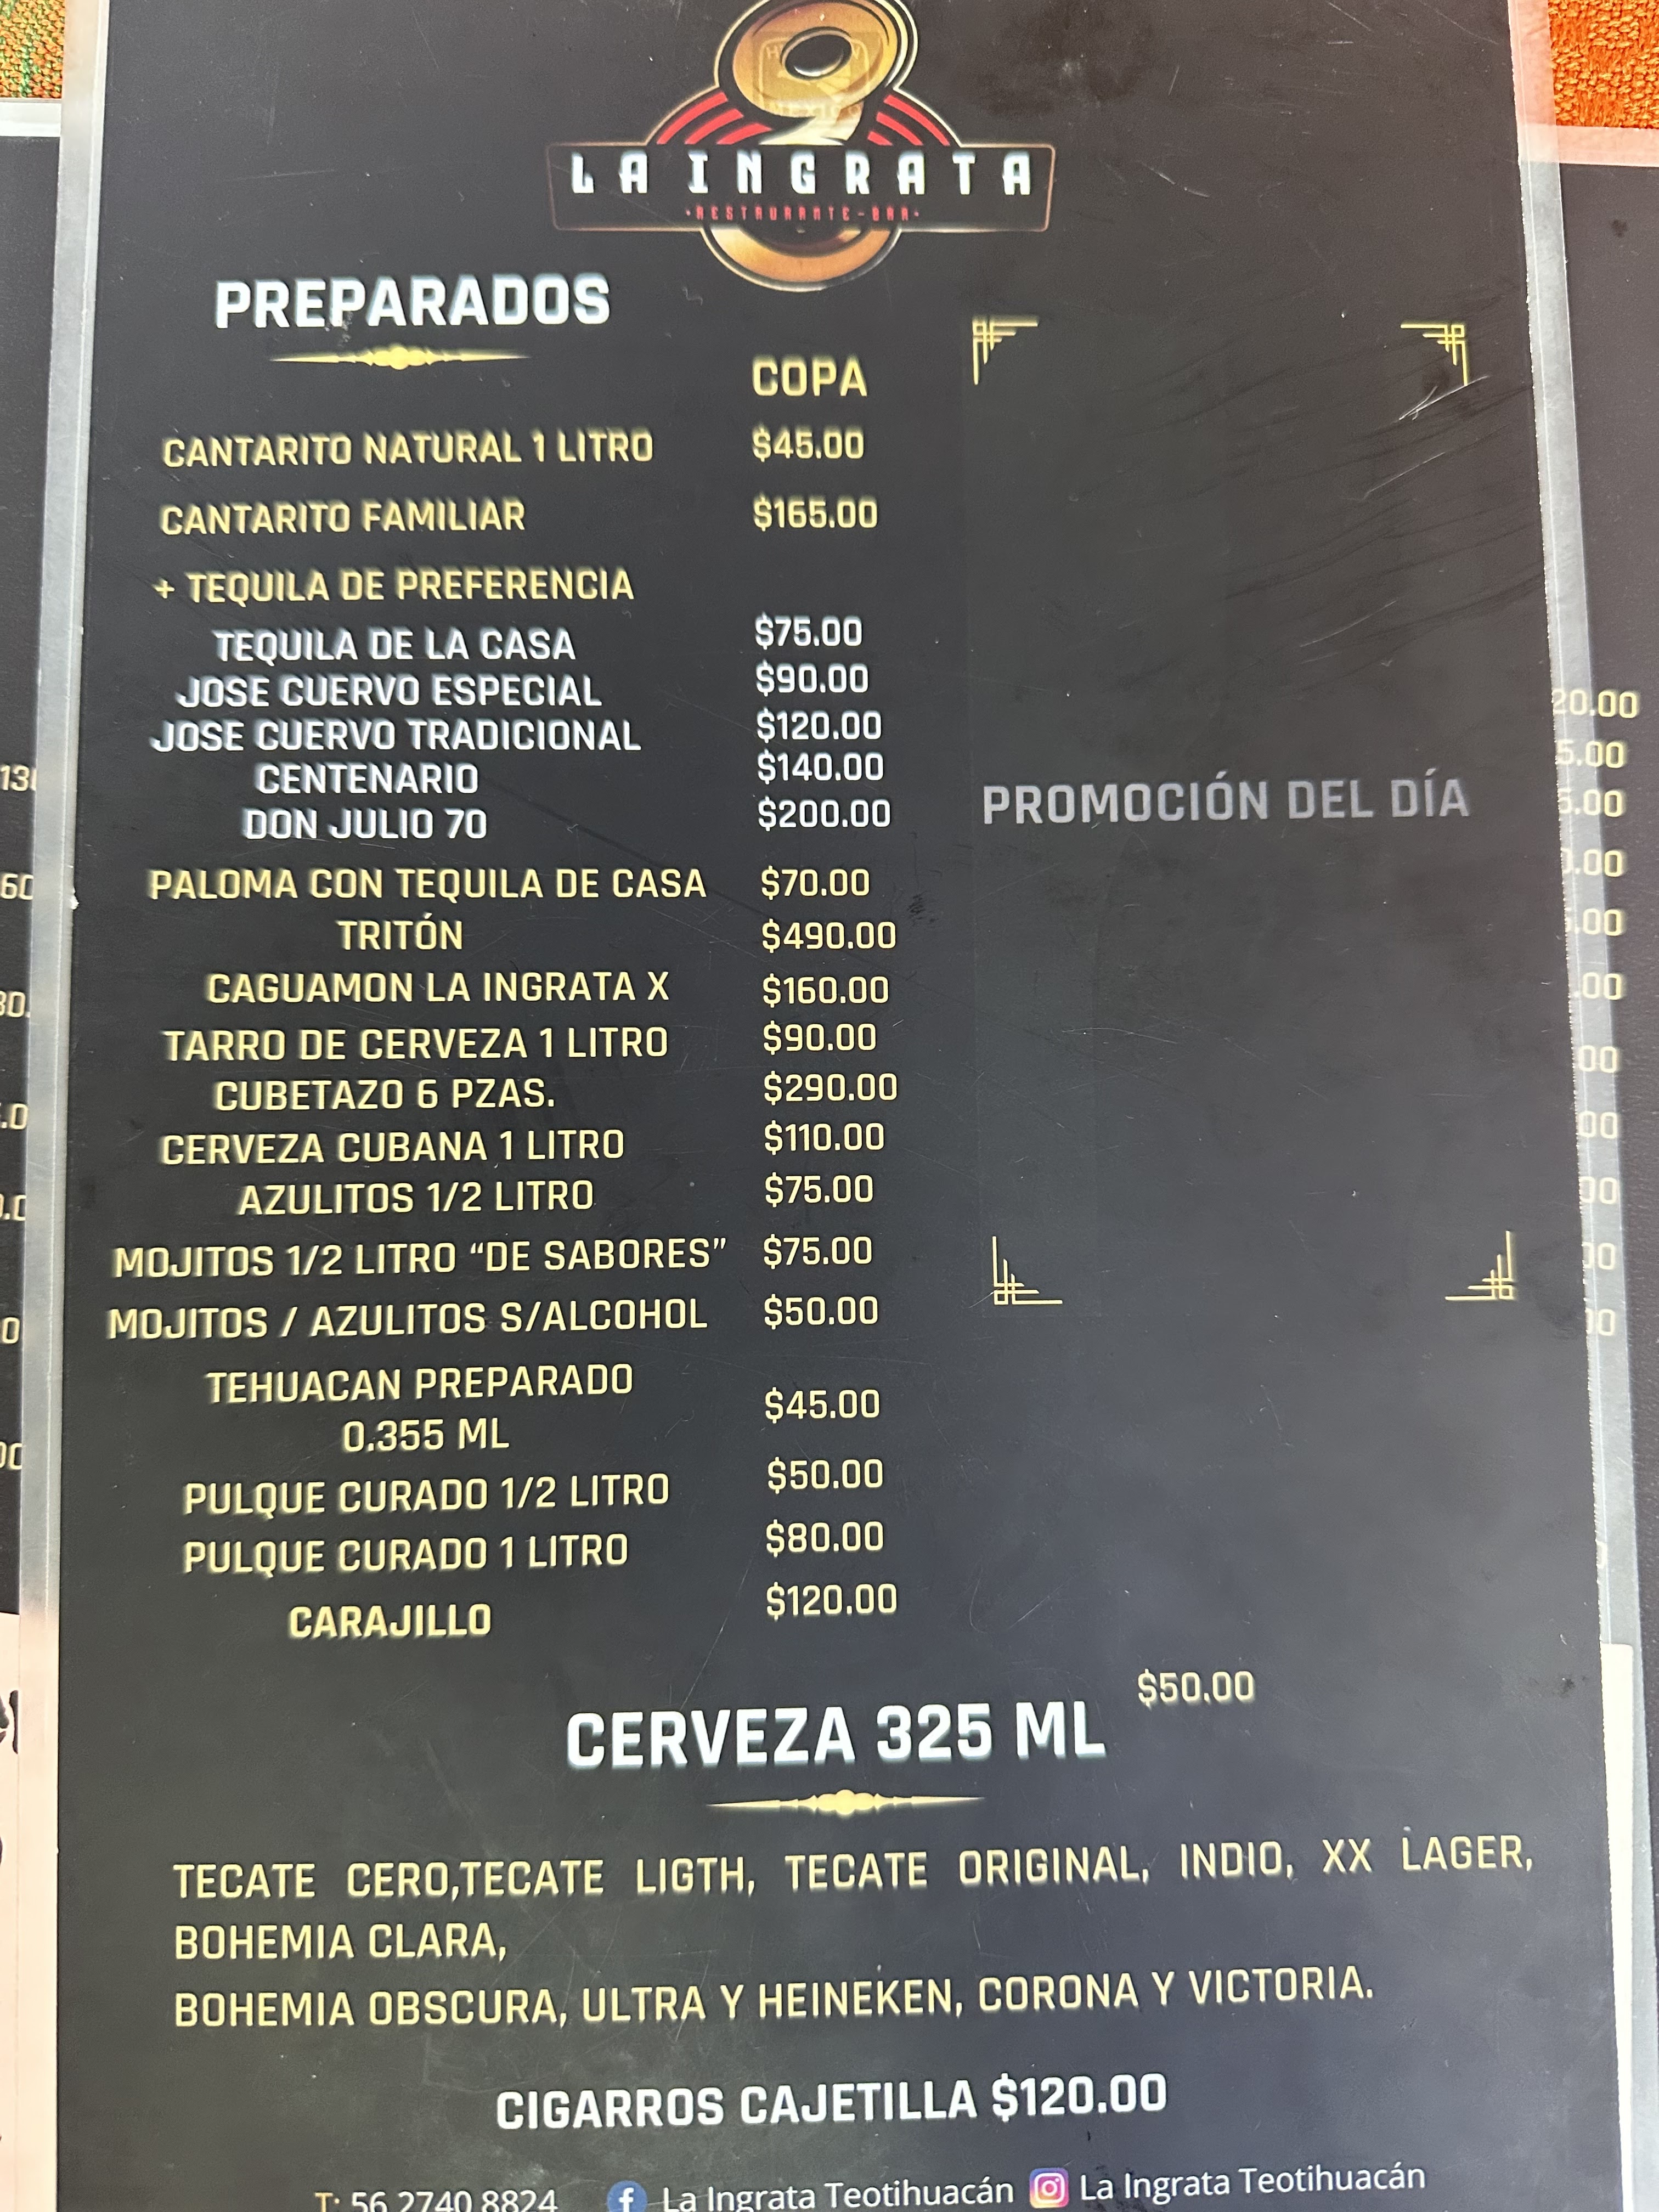 LA INGRATA
•RESTAURANTE-BAR•
PREPARADOS
COPA
CANTARITO NATURAL 1 LITRO $45.00
CANTARITO FAMILIAR $165.00
+ TEQUILA DE PREFERENCIA
TEQUILA DE LA CASA $75.00
JOSE CUERVO ESPECIAL $90.00
JOSE CUERVO TRADICIONAL $120.00
CENTENARIO $140.00
DON JULIO 70 $200.00
PROMOCIÓN DEL DÍA
PALOMA CON TEQUILA DE CASA $70.00
TRITÓN $490.00
CAGUAMON LA INGRATA X $160.00
TARRO DE CERVEZA 1 LITRO $90.00
CUBETAZO 6 PZAS. $290.00
CERVEZA CUBANA 1 LITRO $110.00
AZULITOS 1/2 LITRO $75.00
MOJITOS 1/2 LITRO “DE SABORES” $75.00
MOJITOS / AZULITOS S/ALCOHOL $50.00
TEHUACAN PREPARADO
0.355 ML $45.00
PULQUE CURADO 1/2 LITRO $50.00
PULQUE CURADO 1 LITRO $80.00
CARAJILLO $120.00
CERVEZA 325 ML $50.00
TECATE CERO,TECATE LIGTH, TECATE ORIGINAL, INDIO, XX LAGER,
BOHEMIA CLARA,
BOHEMIA OBSCURA, ULTRA Y HEINEKEN, CORONA Y VICTORIA.
CIGARROS CAJETILLA $120.00
T: 56 2740 8824 La Ingrata Teotihuacán La Ingrata Teotihuacán